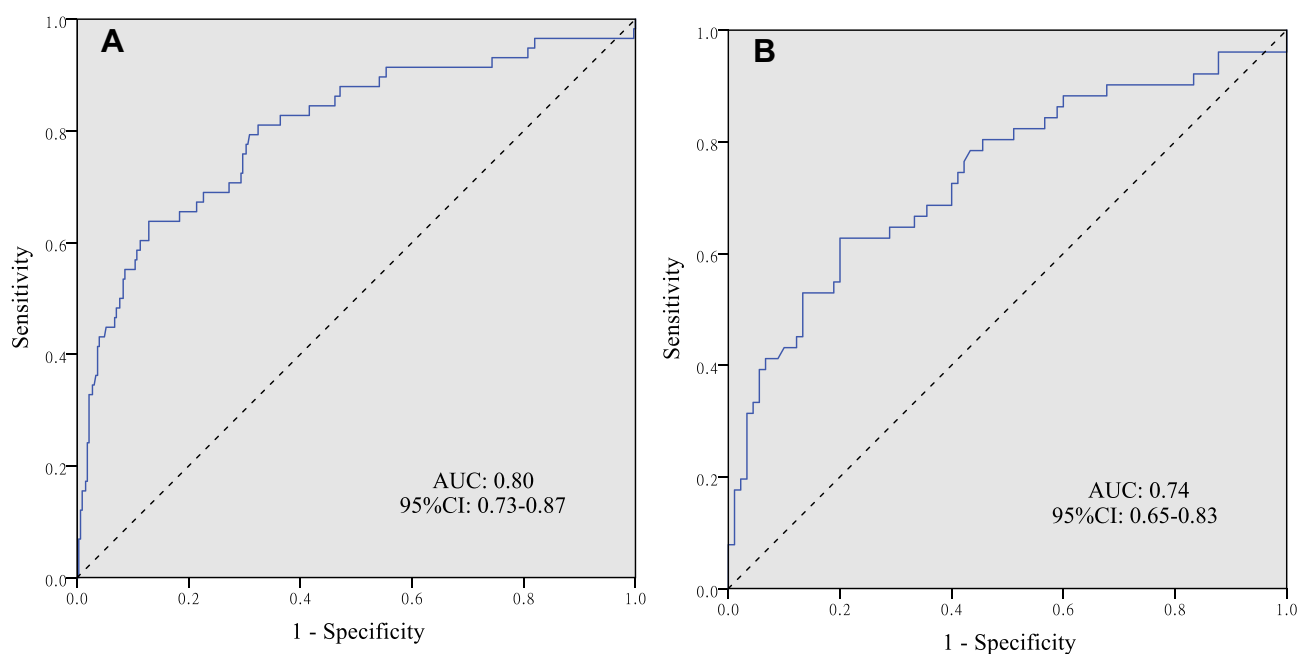 A
1.0
0.8
0.6
0.4
0.2
0.0
Sensitivity
AUC: 0.80
95%CI: 0.73-0.87
0.0 0.2 0.4 0.6 0.8 1.0
1 - Specificity
B
1.0
0.8
0.6
0.4
0.2
0.0
Sensitivity
AUC: 0.74
95%CI: 0.65-0.83
0.0 0.2 0.4 0.6 0.8 1.0
1 - Specificity